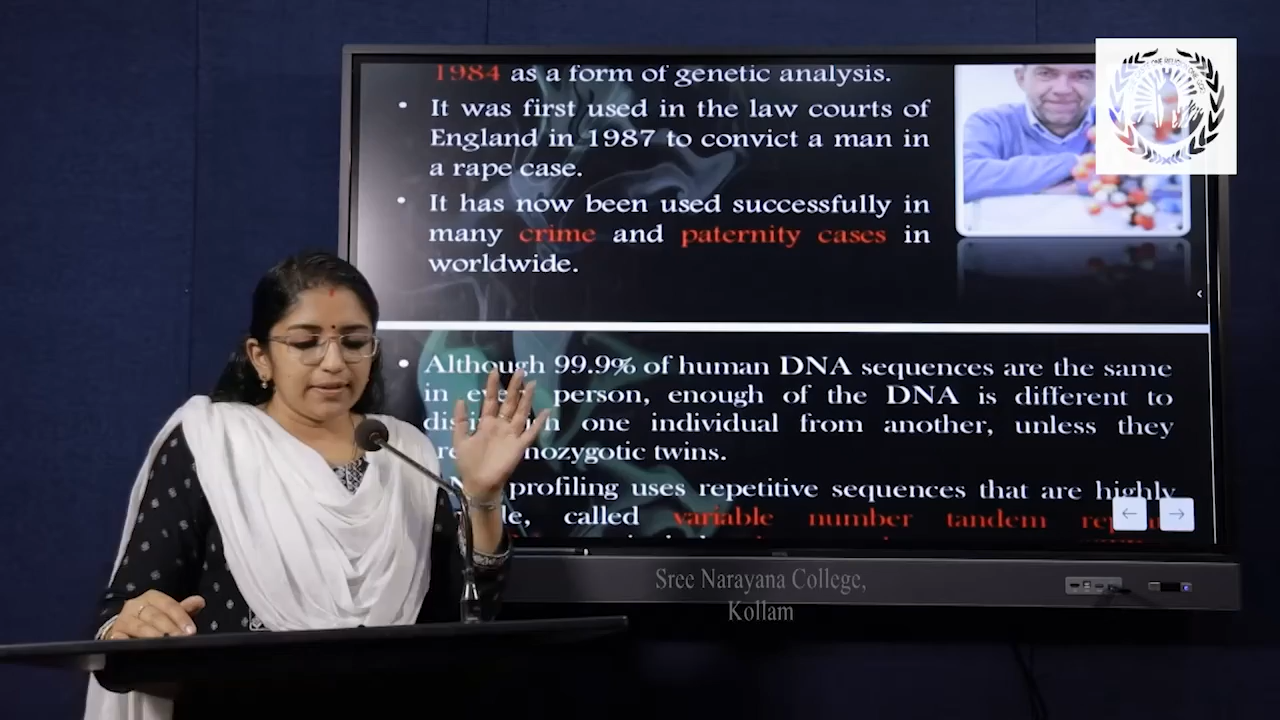 1984 as a form of genetic analysis.
• It was first used in the law courts of
England in 1987 to convict a man in
a rape case.
• It has now been used successfully in
many crime and paternity cases in
worldwide.
• Although 99.9% of human DNA sequences are the same
in person, enough of the DNA is different to
one individual from another, unless they
twins.
profiling uses repetitive sequences that are highly
called variable number tandem
Sree Narayana College,
Kollam